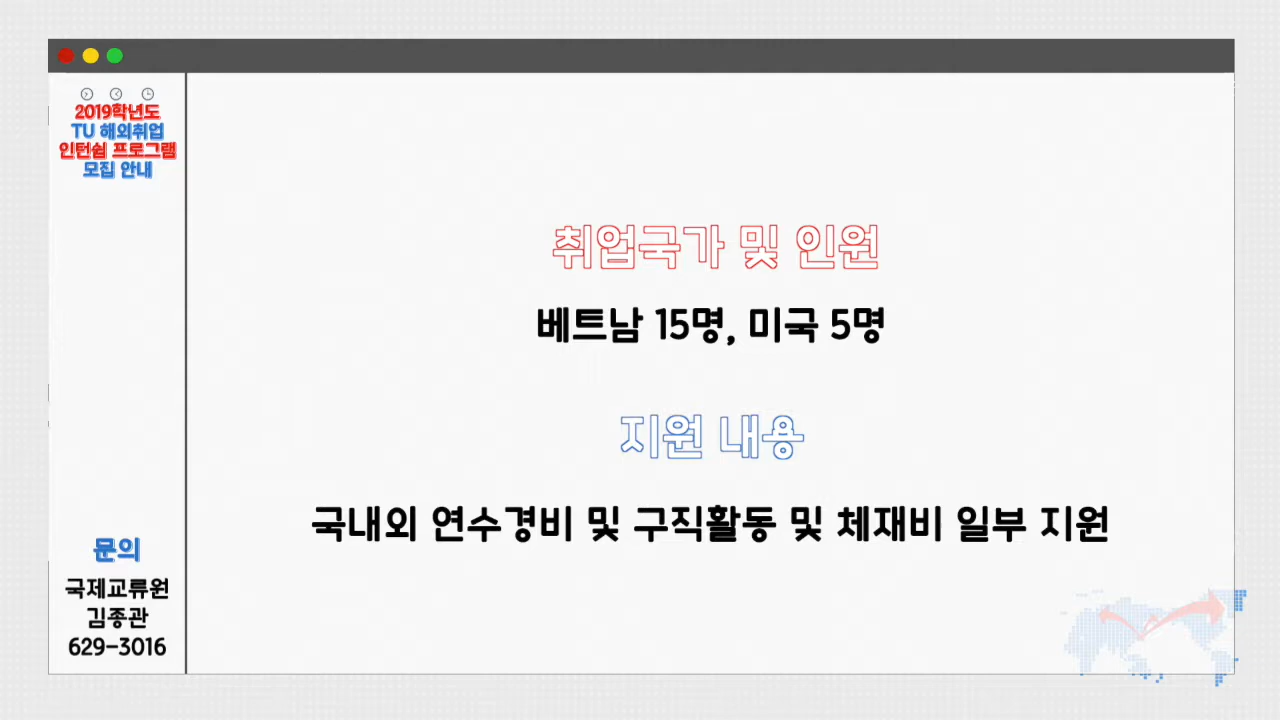 2019학년도
TU 해외취업
인턴쉽 프로그램
모집 안내
취업국가 및 인원
베트남 15명, 미국 5명
지원 내용
국내외 연수경비 및 구직활동 및 체재비 일부 지원
문의
국제교류원
김종관
629-3016